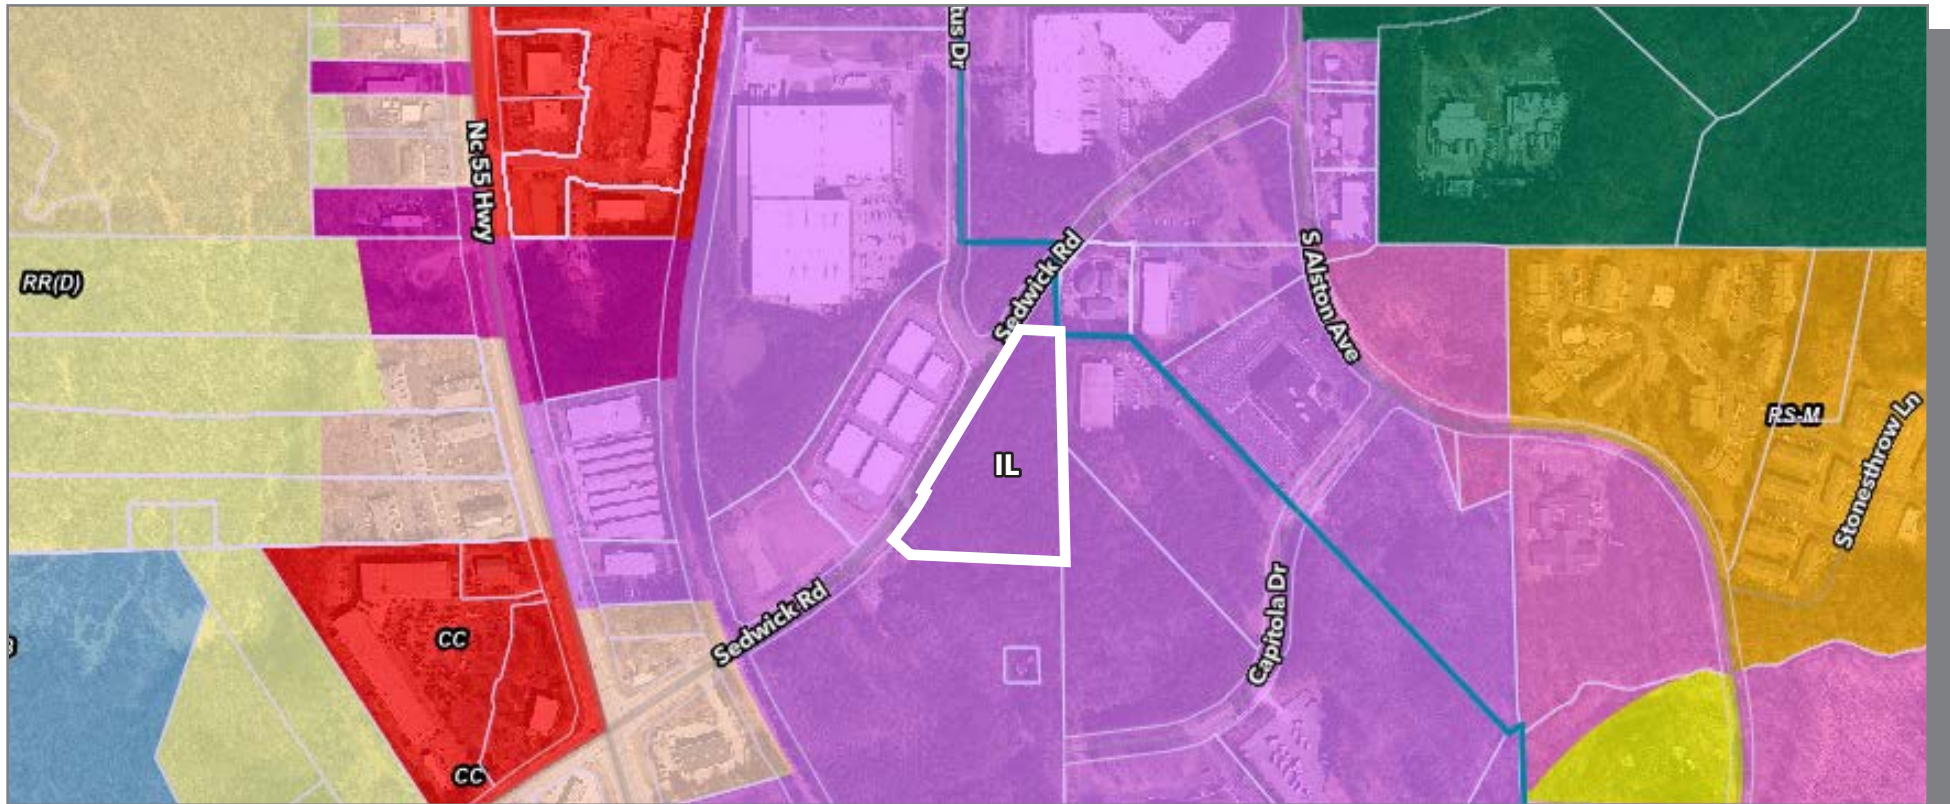 tus Dr
Nc 55 Hwy
Sedwick Rd
S Alston Ave
RR(D)
RS-M
Stonesthrow Ln
IL
Capitola Dr
Sedwick Rd
CC
CC